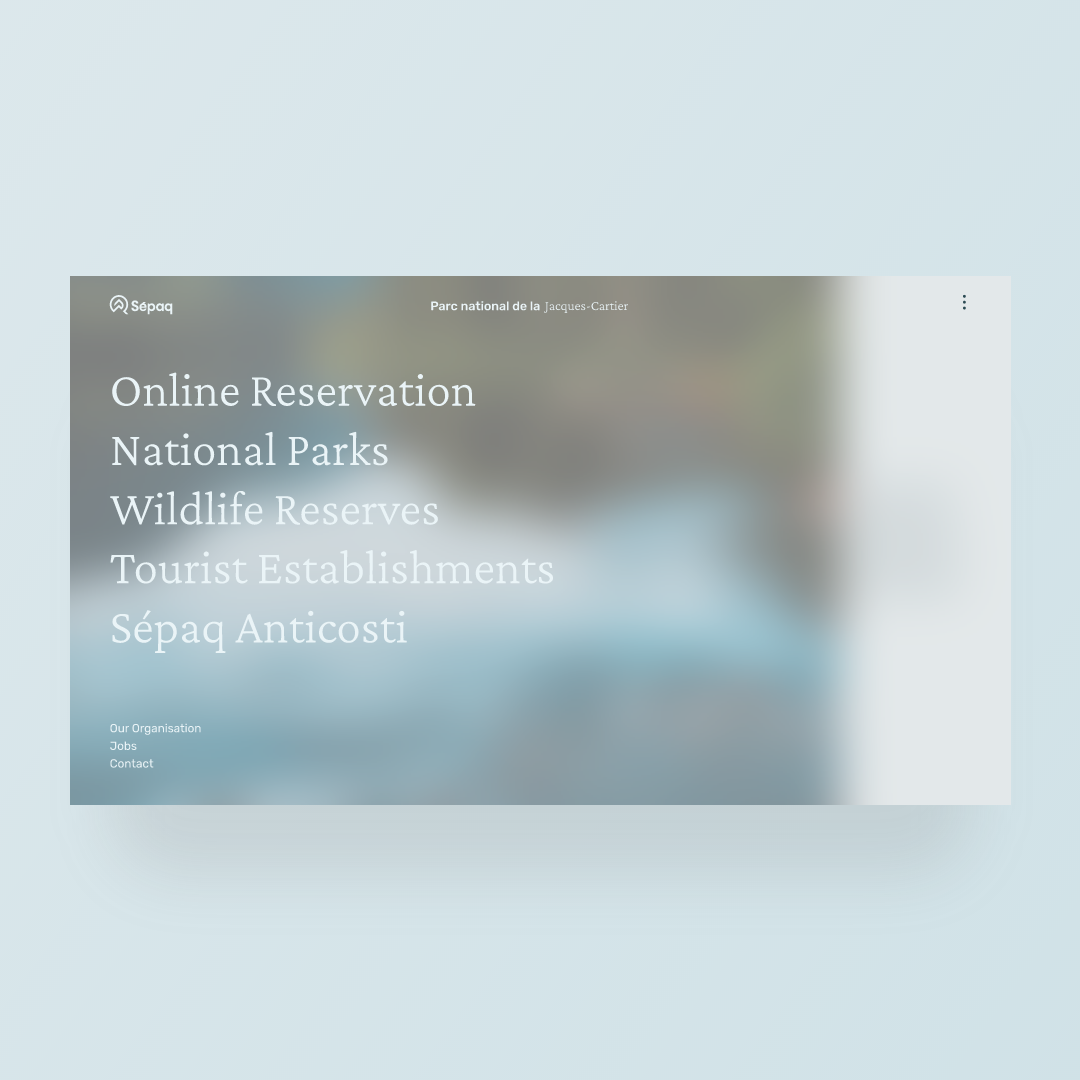 Sépaq
Parc national de la Jacques-Cartier
Online Reservation
National Parks
Wildlife Reserves
Tourist Establishments
Sépaq Anticosti
Our Organisation
Jobs
Contact